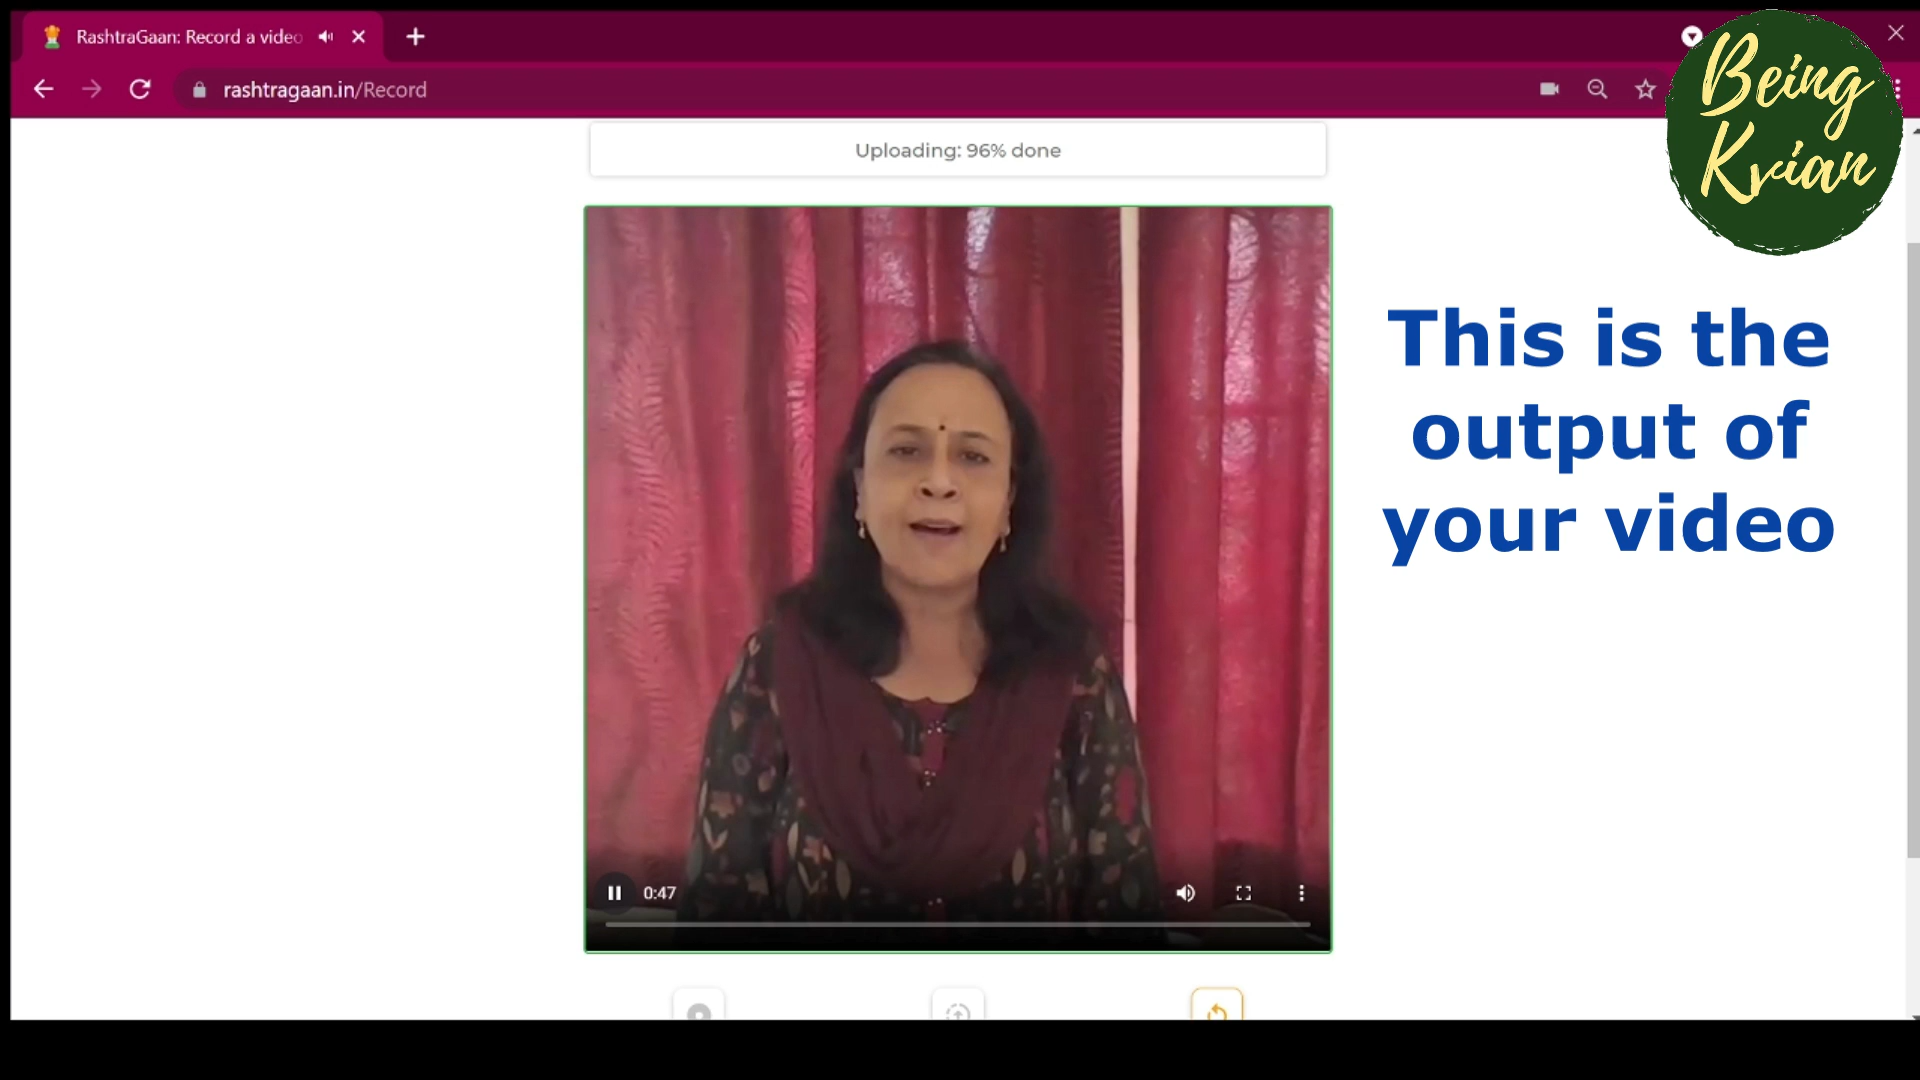 RashtraGaan: Record a video
rashtragaan.in/Record
Being
Kvian
Uploading: 96% done
This is the
output of
your video
0:47